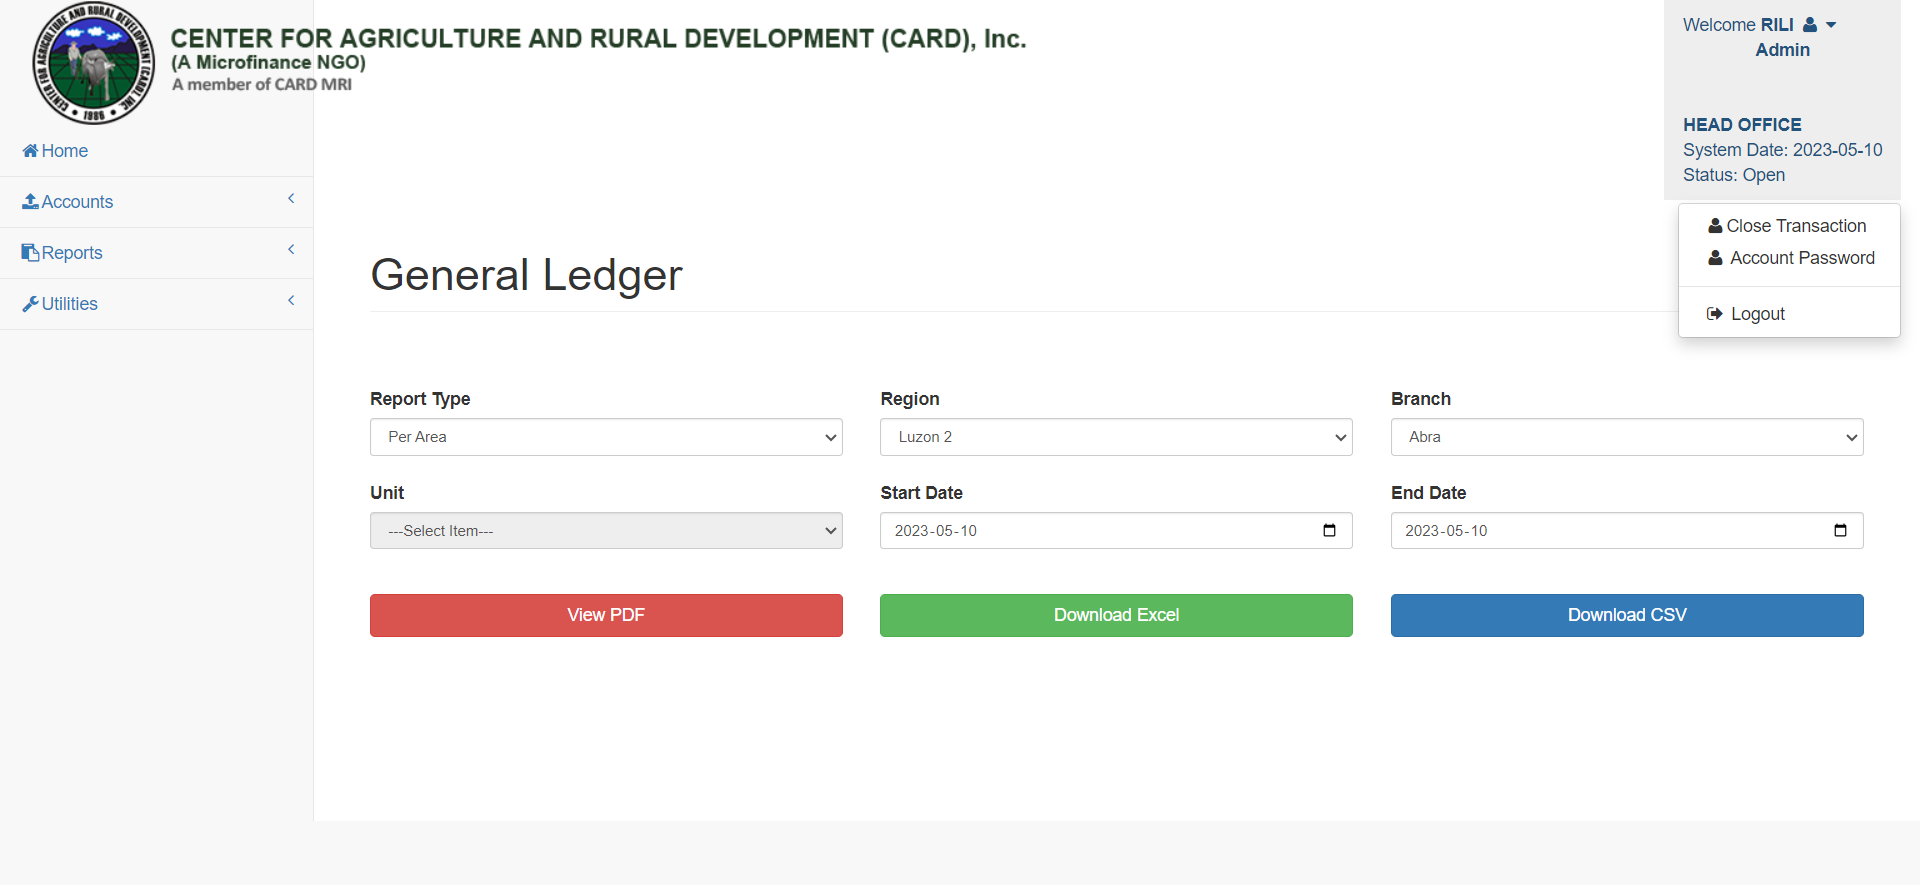 CENTER FOR AGRICULTURE AND RURAL DEVELOPMENT (CARD), INC.
1986
CENTER FOR AGRICULTURE AND RURAL DEVELOPMENT (CARD), Inc.
(A Microfinance NGO)
A member of CARD MRI
Welcome RILI
Admin
HEAD OFFICE
System Date: 2023-05-10
Status: Open
Close Transaction
Account Password
Logout
Home
Accounts
Reports
Utilities
General Ledger
Report Type
Region
Branch
Per Area
Luzon 2
Abra
Unit
Start Date
End Date
---Select Item---
2023-05-10
2023-05-10
View PDF
Download Excel
Download CSV